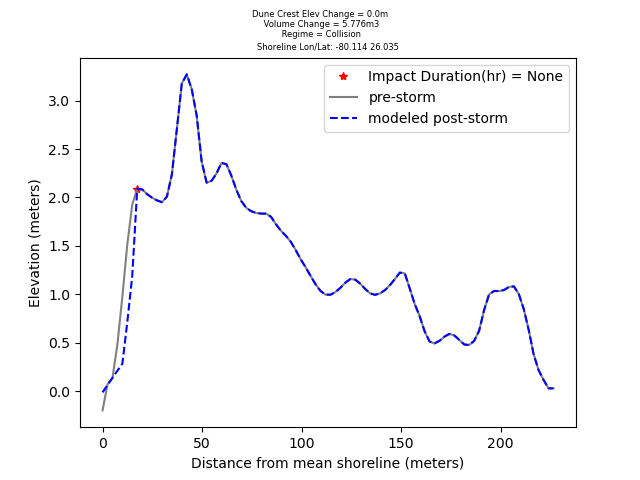 Dune Crest Elev Change = 0.0m
Volume Change = 5.776m3
Regime = Collision
Shoreline Lon/Lat: -80.114 26.035
Impact Duration(hr) = None
pre-storm
modeled post-storm
Elevation (meters)
3.0
2.5
2.0
1.5
1.0
0.5
0.0
0 50 100 150 200
Distance from mean shoreline (meters)